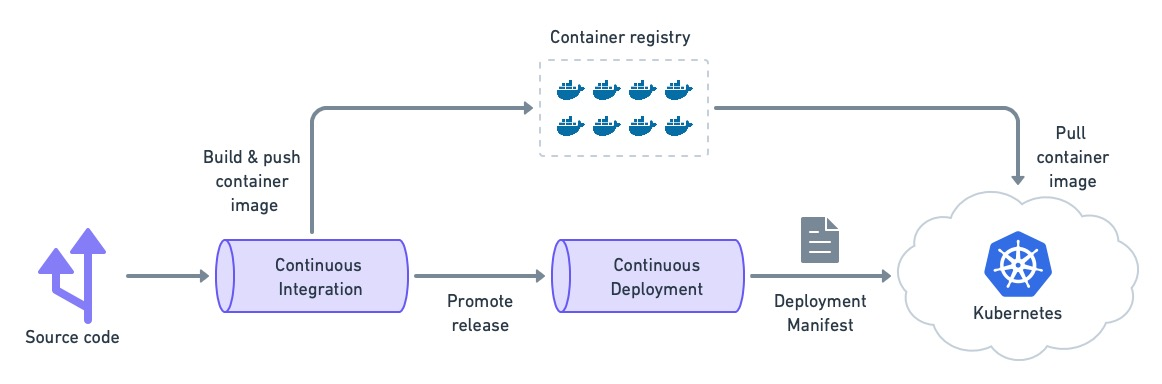 Container registry
Build & push
container
image
Pull
container
image
Source code
Continuous
Integration
Promote
release
Continuous
Deployment
Deployment
Manifest
Kubernetes